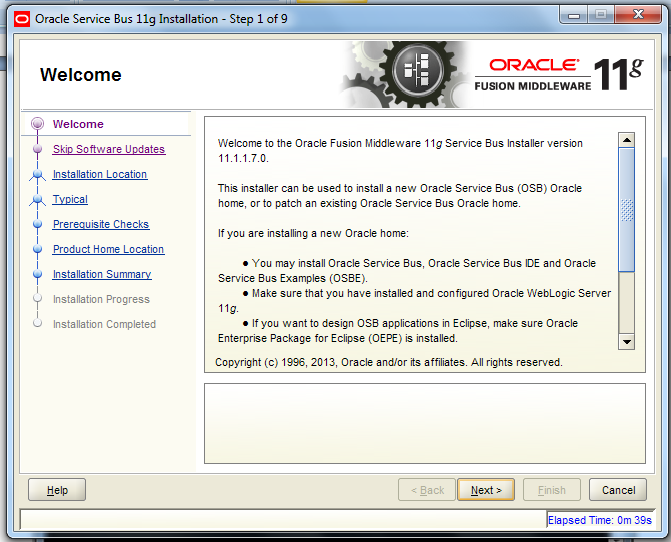 Oracle Service Bus 11g Installation - Step 1 of 9
Welcome
ORACLE
FUSION MIDDLEWARE 11g
Welcome
Skip Software Updates
Installation Location
Typical
Prerequisite Checks
Product Home Location
Installation Summary
Installation Progress
Installation Completed
Welcome to the Oracle Fusion Middleware 11g Service Bus Installer version
11.1.1.7.0.
This installer can be used to install a new Oracle Service Bus (OSB) Oracle
home, or to patch an existing Oracle Service Bus Oracle home.
If you are installing a new Oracle home:
● You may install Oracle Service Bus, Oracle Service Bus IDE and Oracle
Service Bus Examples (OSBE).
● Make sure that you have installed and configured Oracle WebLogic Server
11g.
● If you want to design OSB applications in Eclipse, make sure Oracle
Enterprise Package for Eclipse (OEPE) is installed.
Copyright (c) 1996, 2013, Oracle and/or its affiliates. All rights reserved.
Help
< Back
Next >
Finish
Cancel
Elapsed Time: 0m 39s